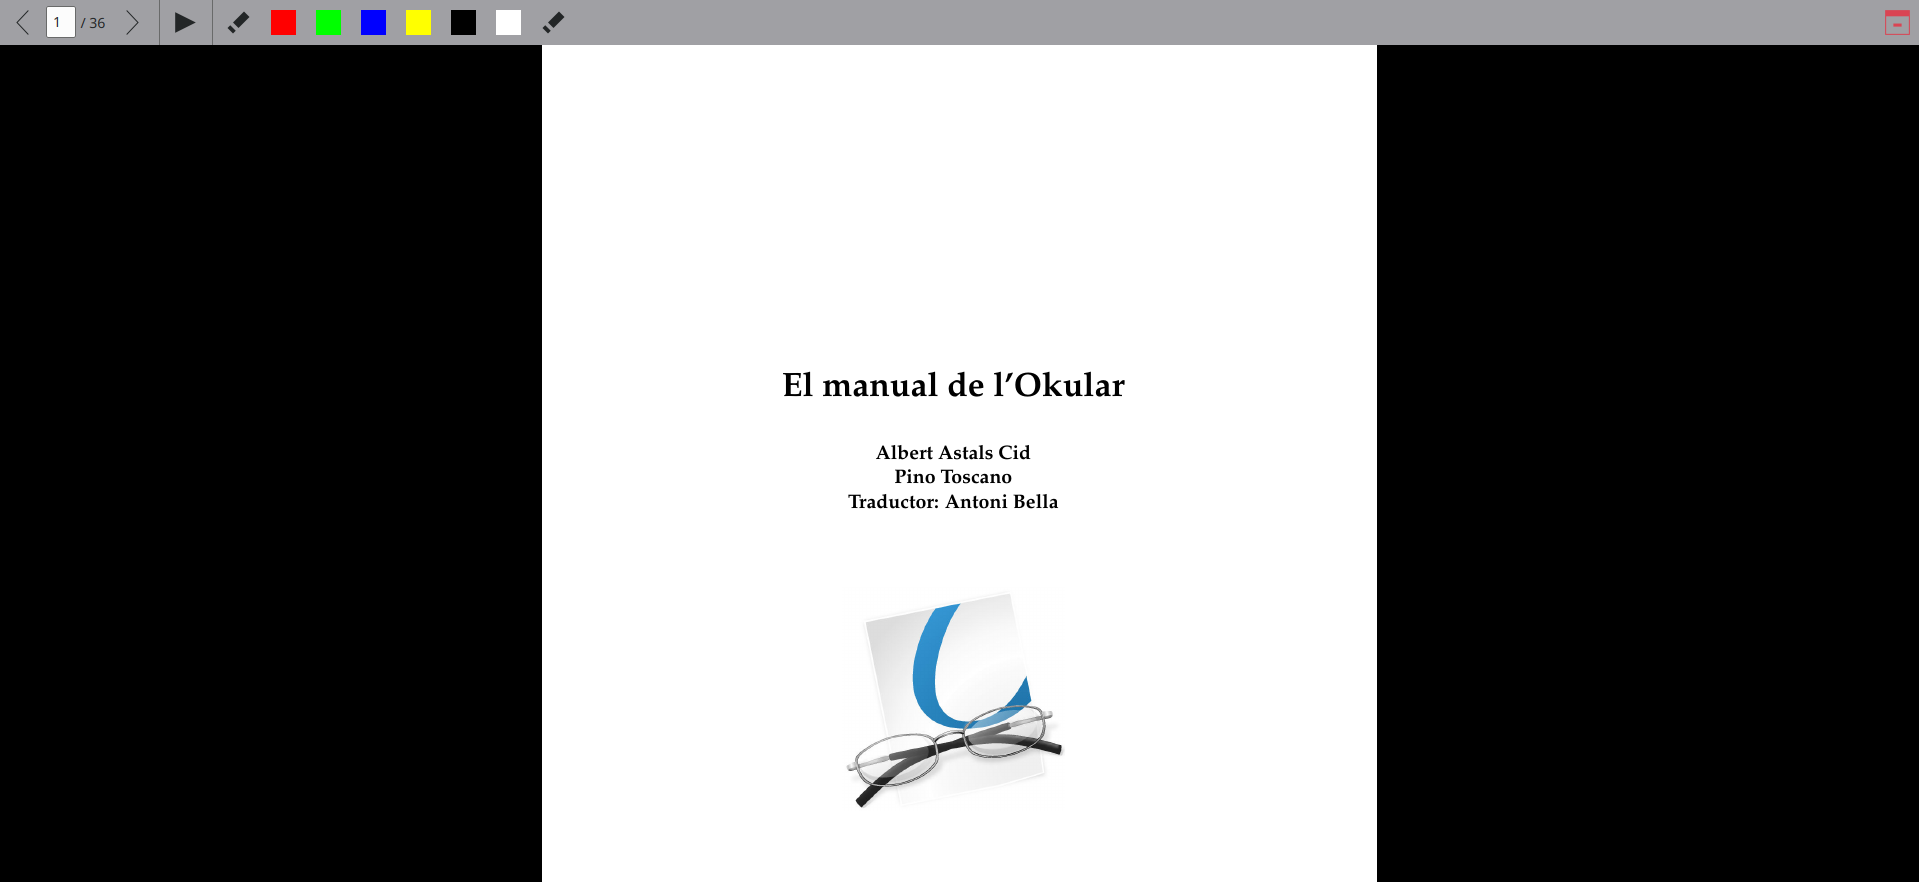 1 / 36
El manual de l’Okular
Albert Astals Cid
Pino Toscano
Traductor: Antoni Bella